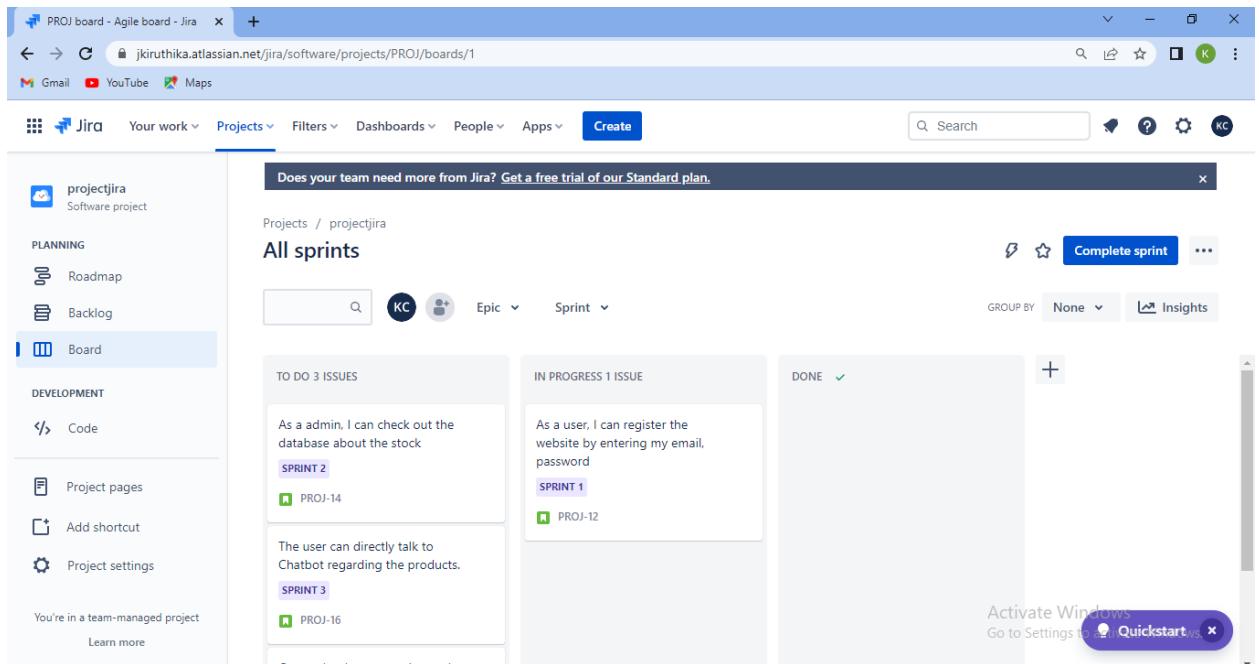 PROJ board - Agile board - Jira
jkiruthika.atlassian.net/jira/software/projects/PROJ/boards/1
K
Gmail YouTube Maps
Jira Your work Projects Filters Dashboards People Apps Create Search KC
projectjira
Software project
PLANNING
Roadmap
Backlog
Board
DEVELOPMENT
Code
Project pages
Add shortcut
Project settings
You're in a team-managed project
Learn more
Does your team need more from Jira? Get a free trial of our Standard plan.
Projects / projectjira
All sprints
Complete sprint
KC Epic Sprint GROUP BY None Insights
TO DO 3 ISSUES
As a admin, I can check out the
database about the stock
SPRINT 2
PROJ-14
The user can directly talk to
Chatbot regarding the products.
SPRINT 3
PROJ-16
IN PROGRESS 1 ISSUE
As a user, I can register the
website by entering my email,
password
SPRINT 1
PROJ-12
DONE
Activate Windows
Go to Settings to activate Windows.
Quickstart